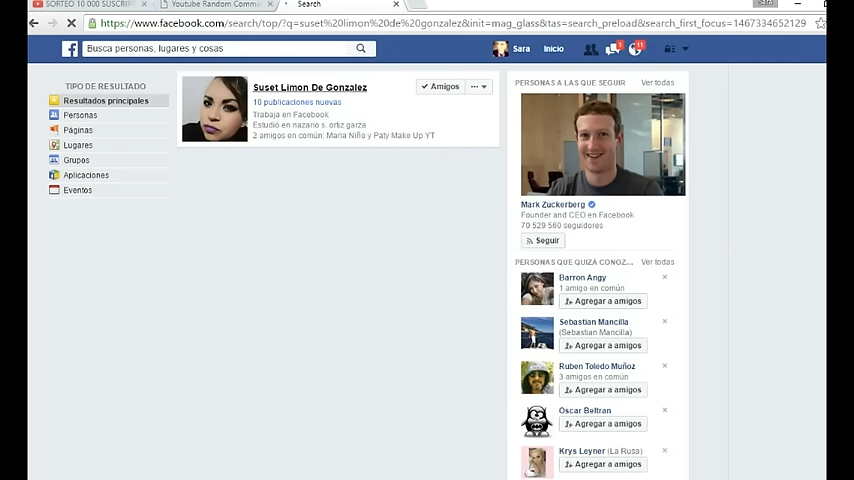 SORTEO 10 000 SUSCRIP
Youtube Random Comm
Search
https://www.facebook.com/search/top/?q=suset%20limon%20de%20gonzalez&init=mag_glass&tas=search_preload&search_first_focus=1467334652129
Busca personas, lugares y cosas
Sara
Inicio
1
11
TIPO DE RESULTADO
Resultados principales
Personas
Páginas
Lugares
Grupos
Aplicaciones
Eventos
Suset Limon De Gonzalez
Amigos
10 publicaciones nuevas
Trabaja en Facebook
Estudió en nazario s. ortiz garza
2 amigos en común: Maria Niño y Paty Make Up YT
PERSONAS A LAS QUE SEGUIR Ver todas
Mark Zuckerberg
Founder and CEO en Facebook
70 529 560 seguidores
Seguir
PERSONAS QUE QUIZÁ CONOZ... Ver todas
Barron Angy
1 amigo en común
Agregar a amigos
Sebastian Mancilla
(Sebastian Mancilla)
Agregar a amigos
Ruben Toledo Muñoz
3 amigos en común
Agregar a amigos
Oscar Beltran
Agregar a amigos
Krys Leyner (La Rusa)
Agregar a amigos